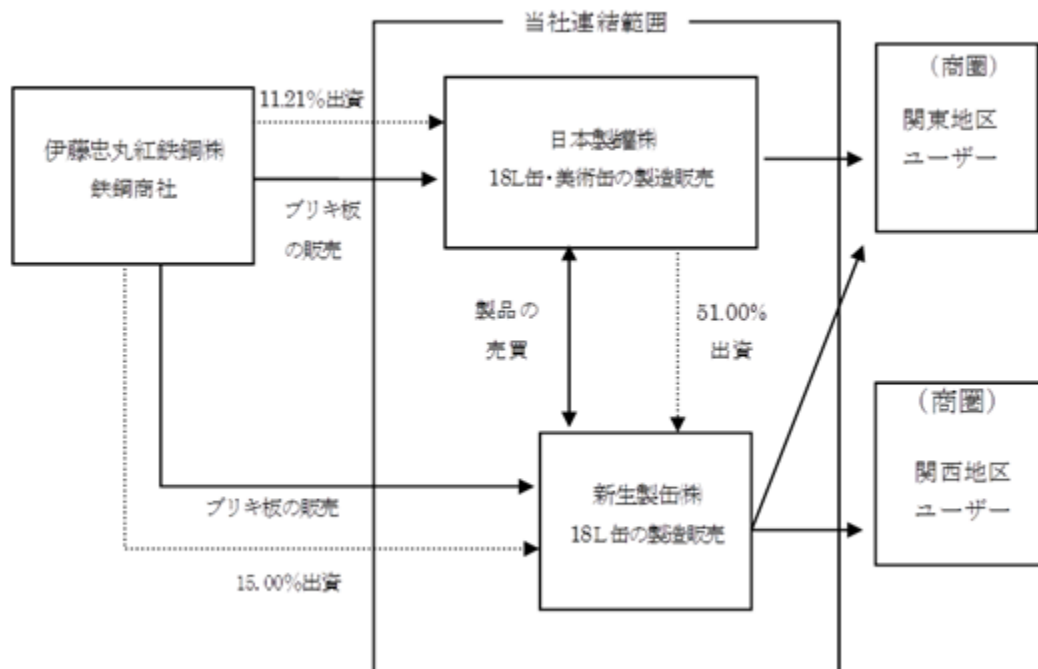 当社連結範囲
伊藤忠丸紅鉄鋼㈱
鉄鋼商社
11.21%出資
ブリキ板
の販売
日本製罐㈱
18L缶・美術缶の製造販売
(商圏)
関東地区
ユーザー
製品の
売買
51.00%
出資
新生製缶㈱
18L缶の製造販売
(商圏)
関西地区
ユーザー
ブリキ板の販売
15.00%出資